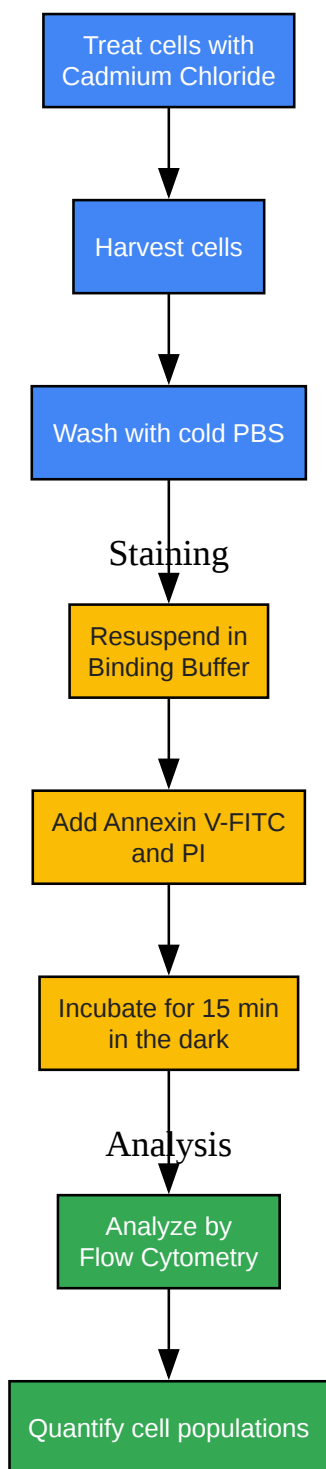 Treat cells with
Cadmium Chloride
Harvest cells
Wash with cold PBS
Staining
Resuspend in
Binding Buffer
Add Annexin V-FITC
and PI
Incubate for 15 min
in the dark
Analysis
Analyze by
Flow Cytometry
Quantify cell populations